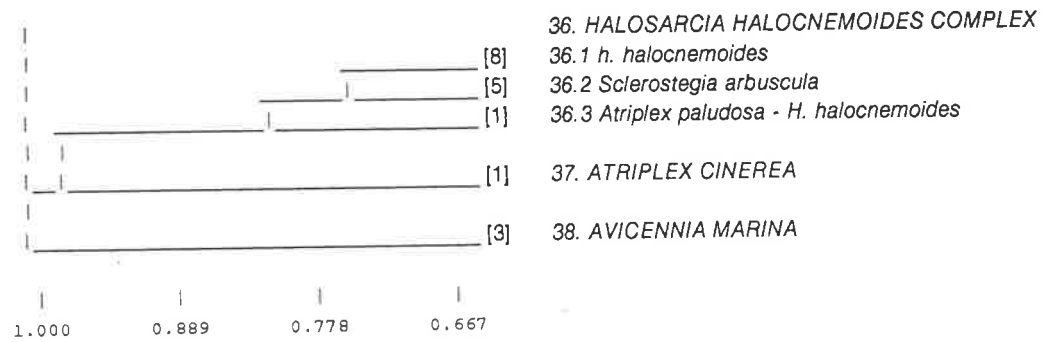 36. HALOSARCIA HALOCNEMOIDES COMPLEX
[8] 36.1 h. halocnemoides
[5] 36.2 Sclerostegia arbuscula
[1] 36.3 Atriplex paludosa - H. halocnemoides
[1] 37. ATRIPLEX CINEREA
[3] 38. AVICENNIA MARINA
1.000 0.889 0.778 0.667